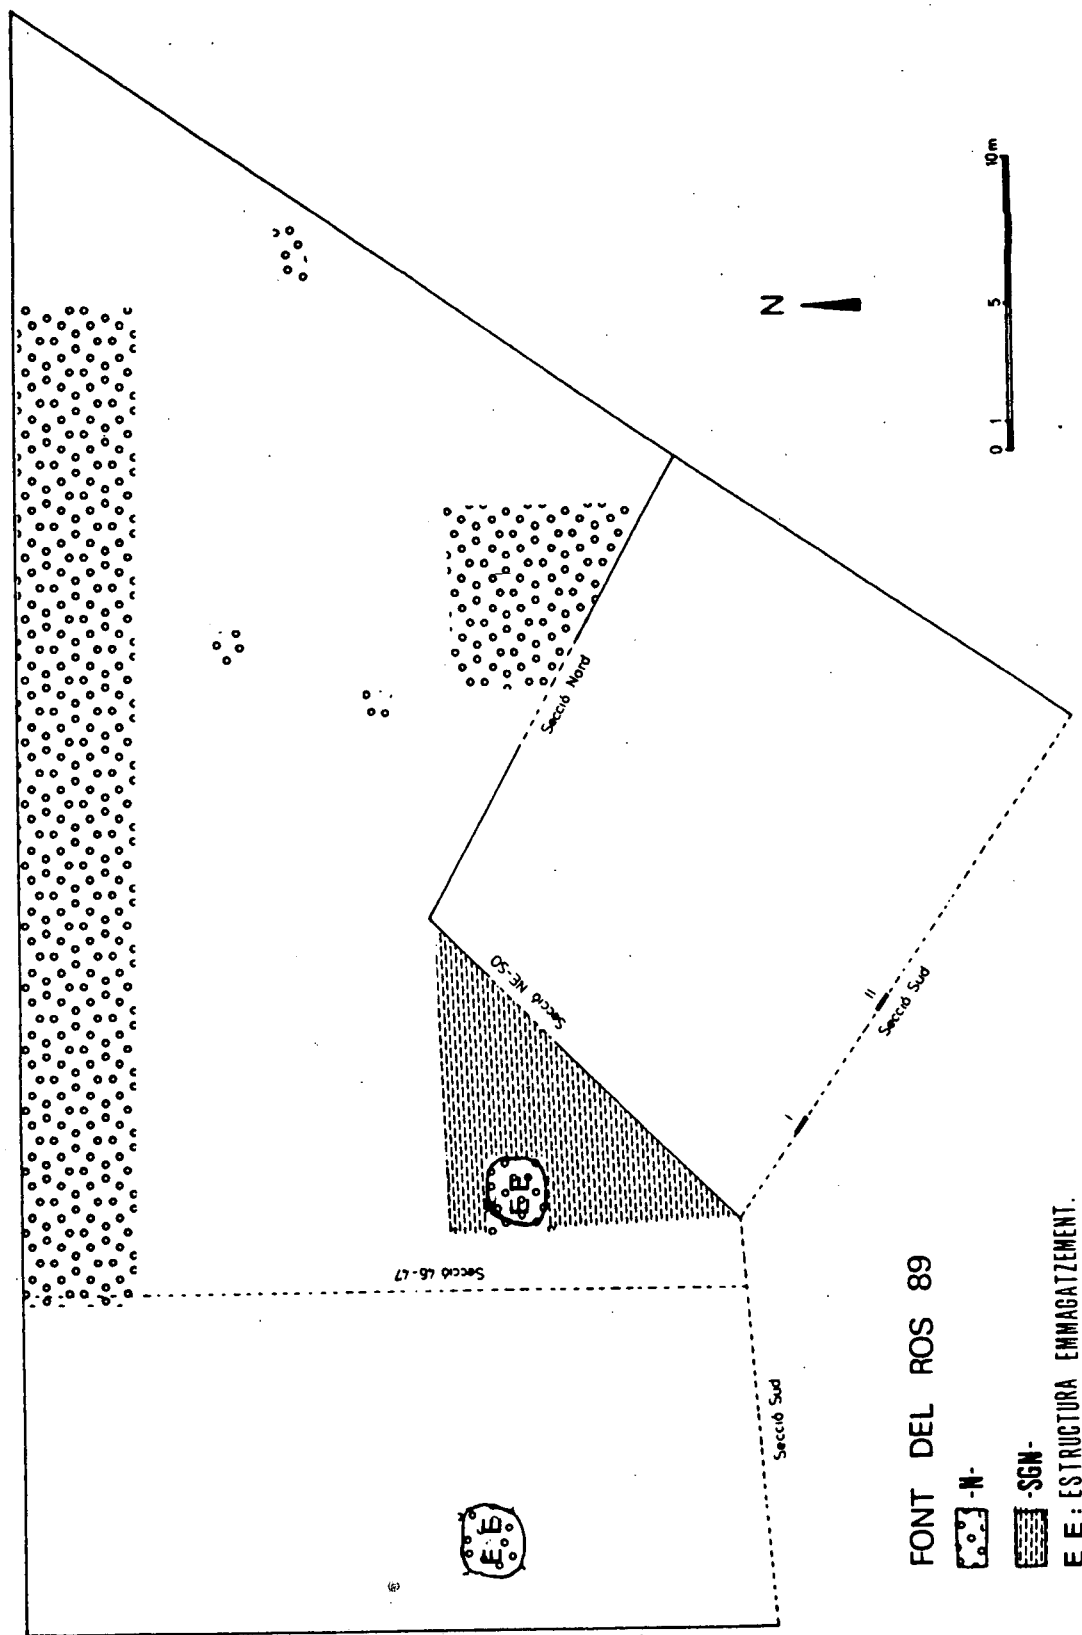 Secció Nord
Secció NE-SO
Secció 46-47
Secció Sud
I
II
Secció Sud
E E
E E
N
0 1 5 10m
FONT DEL ROS 89
-N-
-SGN-
E E: ESTRUCTURA EMMAGATZEMENT.